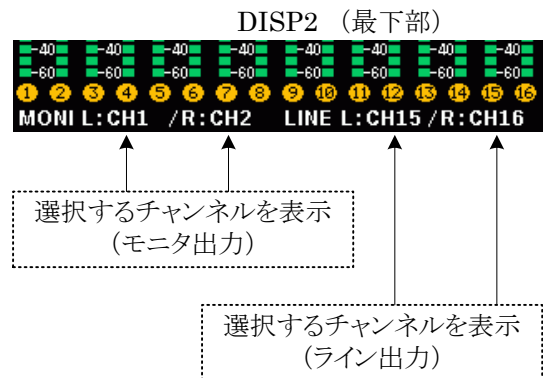 DISP2 (最下部)
-40 -40 -40 -40 -40 -40 -40 -40
-60 -60 -60 -60 -60 -60 -60 -60
1 2 3 4 5 6 7 8 9 10 11 12 13 14 15 16
MONI L:CH1 /R:CH2 LINE L:CH15/R:CH16
選択するチャンネルを表示
(モニタ出力)
選択するチャンネルを表示
(ライン出力)